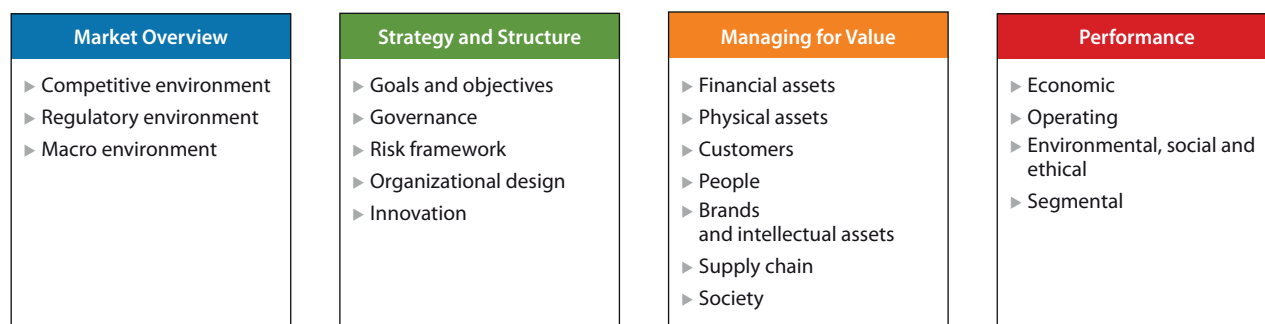 Market Overview
Competitive environment
Regulatory environment
Macro environment
Strategy and Structure
Goals and objectives
Governance
Risk framework
Organizational design
Innovation
Managing for Value
Financial assets
Physical assets
Customers
People
Brands
and intellectual assets
Supply chain
Society
Performance
Economic
Operating
Environmental, social and
ethical
Segmental